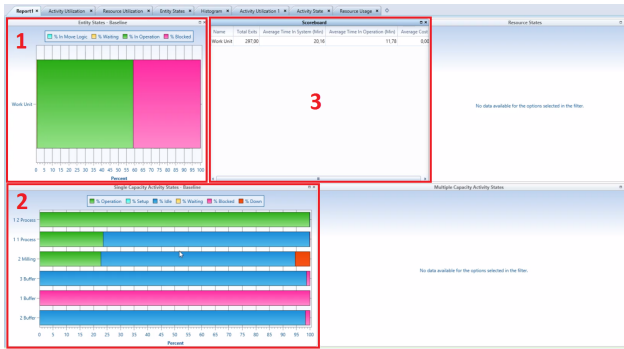 Report1 × Activity Utilization × Resource Utilization × Entity States × Histogram × Activity Utilization 1 × Activity State × Resource Usage ×
Entity States - Baseline
1
% In Move Logic % Waiting % In Operation % Blocked
Work Unit
0 5 10 15 20 25 30 35 40 45 50 55 60 65 70 75 80 85 90 95 100
Percent
Scoreboard
Name Total Exits Average Time In System (Min) Average Time In Operation (Min) Average Cost
Work Unit 297,00 20,16 11,78 0,00
3
Resource States
No data available for the options selected in the filter.
Single Capacity Activity States - Baseline
2
% Operation % Setup % Idle % Waiting % Blocked % Down
1 2 Process
1 1 Process
2 Milling
3 Buffer
1 Buffer
2 Buffer
0 5 10 15 20 25 30 35 40 45 50 55 60 65 70 75 80 85 90 95 100
Percent
Multiple Capacity Activity States
No data available for the options selected in the filter.